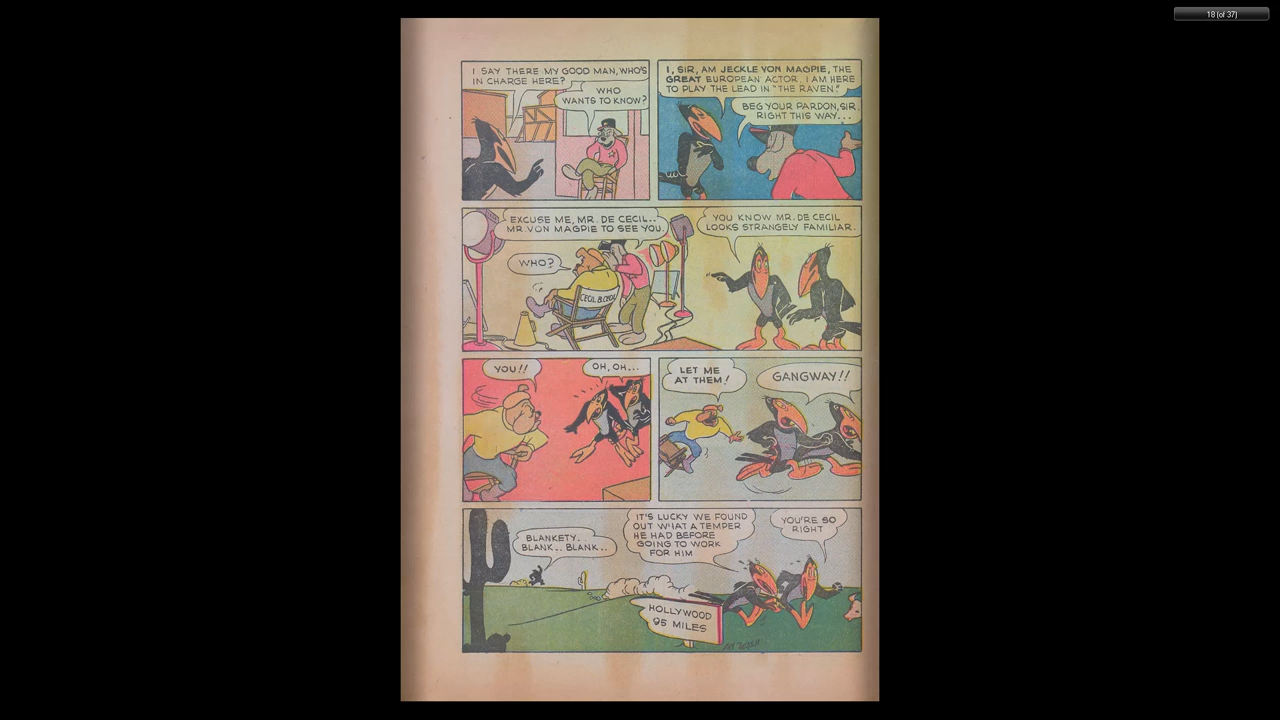 18 (of 37)
I SAY THERE MY GOOD MAN, WHO'S
IN CHARGE HERE?
WHO
WANTS TO KNOW?
I, SIR, AM JECKLE VON MAGPIE, THE
GREAT EUROPEAN ACTOR. I AM HERE
TO PLAY THE LEAD IN "THE RAVEN."
BEG YOUR PARDON, SIR.
RIGHT THIS WAY...
EXCUSE ME, MR. DE CECIL..
MR. VON MAGPIE TO SEE YOU.
WHO?
CECIL B. CECIL
YOU KNOW MR. DE CECIL
LOOKS STRANGELY FAMILIAR.
YOU!!
OH, OH...
LET ME
AT THEM!
GANGWAY!!
BLANKETY..
BLANK.. BLANK..
IT'S LUCKY WE FOUND
OUT WHAT A TEMPER
HE HAD BEFORE
GOING TO WORK
FOR HIM
YOU'RE SO
RIGHT
HOLLYWOOD
95 MILES